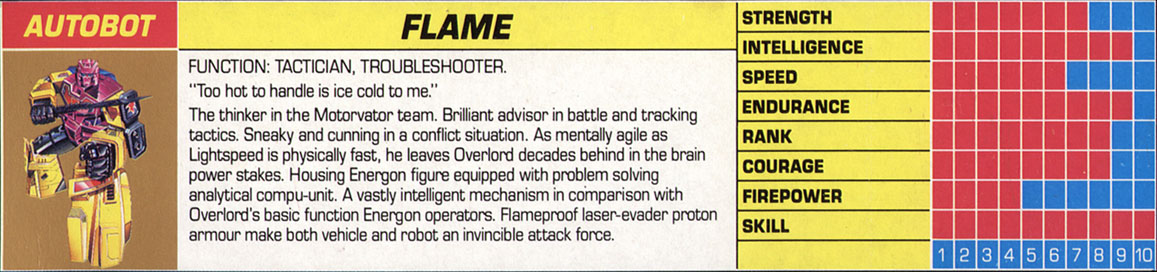 AUTOBOT
FLAME
FUNCTION: TACTICIAN, TROUBLESHOOTER.
"Too hot to handle is ice cold to me."
The thinker in the Motorvator team. Brilliant advisor in battle and tracking
tactics. Sneaky and cunning in a conflict situation. As mentally agile as
Lightspeed is physically fast, he leaves Overlord decades behind in the brain
power stakes. Housing Energon figure equipped with problem solving
analytical compu-unit. A vastly intelligent mechanism in comparison with
Overlord's basic function Energon operators. Flameproof laser-evader proton
armour make both vehicle and robot an invincible attack force.
STRENGTH
INTELLIGENCE
SPEED
ENDURANCE
RANK
COURAGE
FIREPOWER
SKILL
1 2 3 4 5 6 7 8 9 10